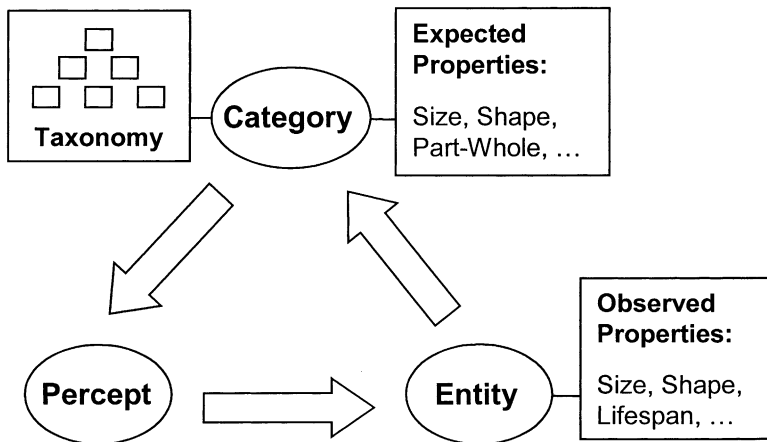 Taxonomy
Category
Expected
Properties:
Size, Shape,
Part-Whole, …
Percept
Entity
Observed
Properties:
Size, Shape,
Lifespan, …